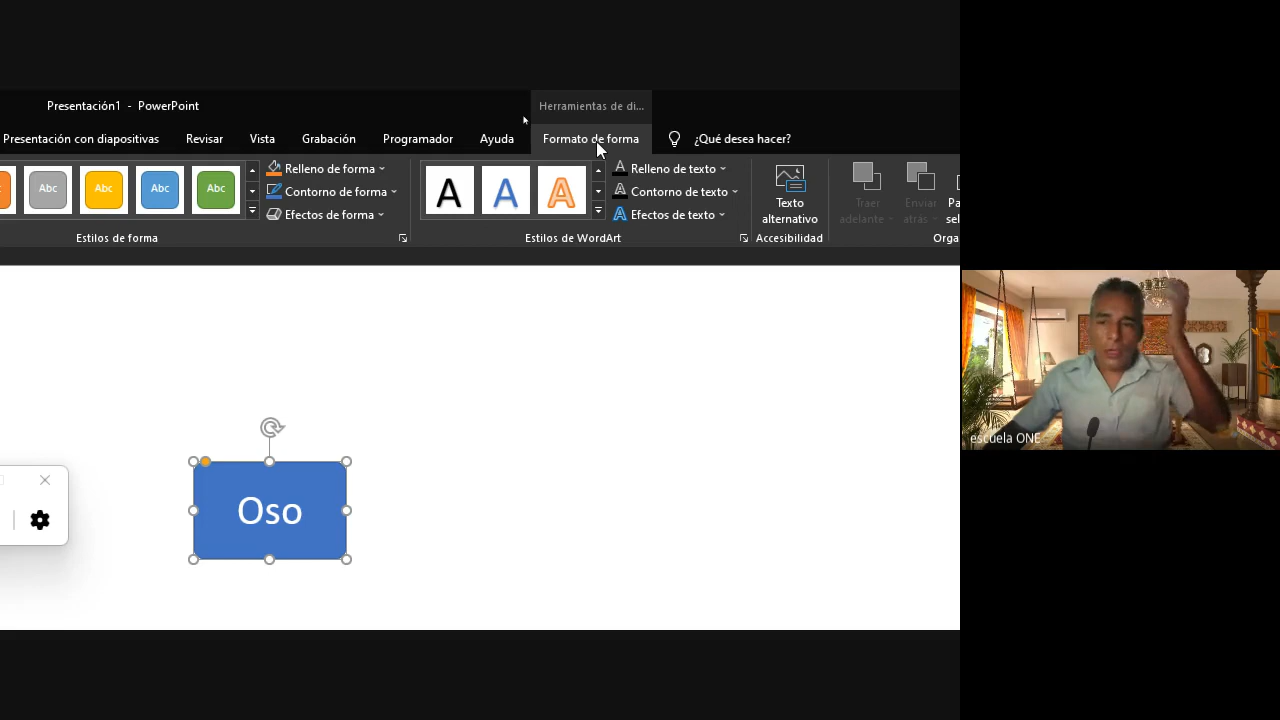 Presentación1 - PowerPoint
Herramientas de di...
Presentación con diapositivas Revisar Vista Grabación Programador Ayuda Formato de forma ¿Qué desea hacer?
Abc Abc Abc Abc
Relleno de forma
Contorno de forma
Efectos de forma
Estilos de forma
A A A
Relleno de texto
Contorno de texto
Efectos de texto
Estilos de WordArt
Texto
alternativo
Accesibilidad
Traer
adelante
Enviar
atrás
Pa
sel
Orga
Oso
escuela ONE